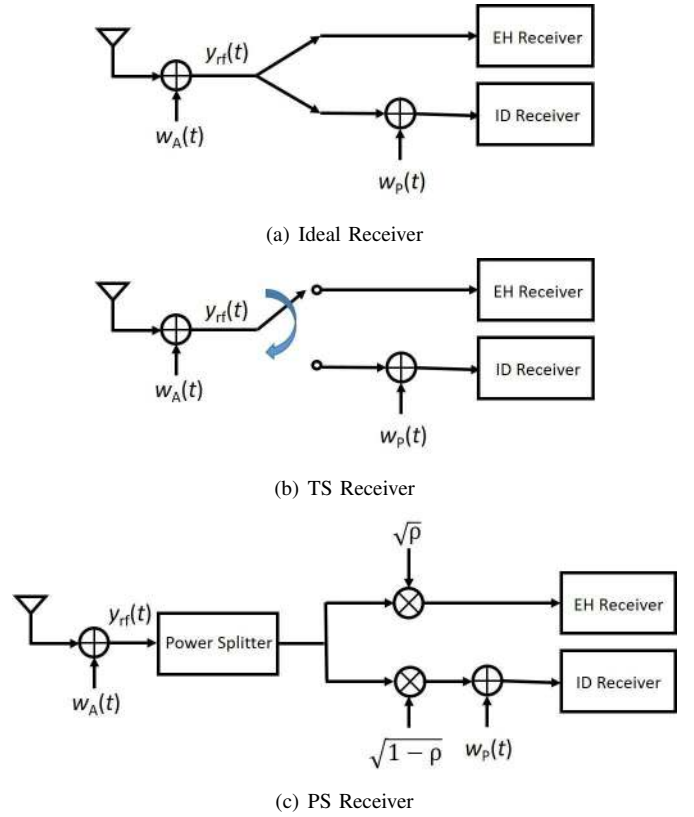 y_rf(t)
EH Receiver
w_A(t)
ID Receiver
w_P(t)
(a) Ideal Receiver
y_rf(t)
EH Receiver
w_A(t)
ID Receiver
w_P(t)
(b) TS Receiver
√ρ
y_rf(t)
Power Splitter
EH Receiver
w_A(t)
ID Receiver
√(1 − ρ)
w_P(t)
(c) PS Receiver